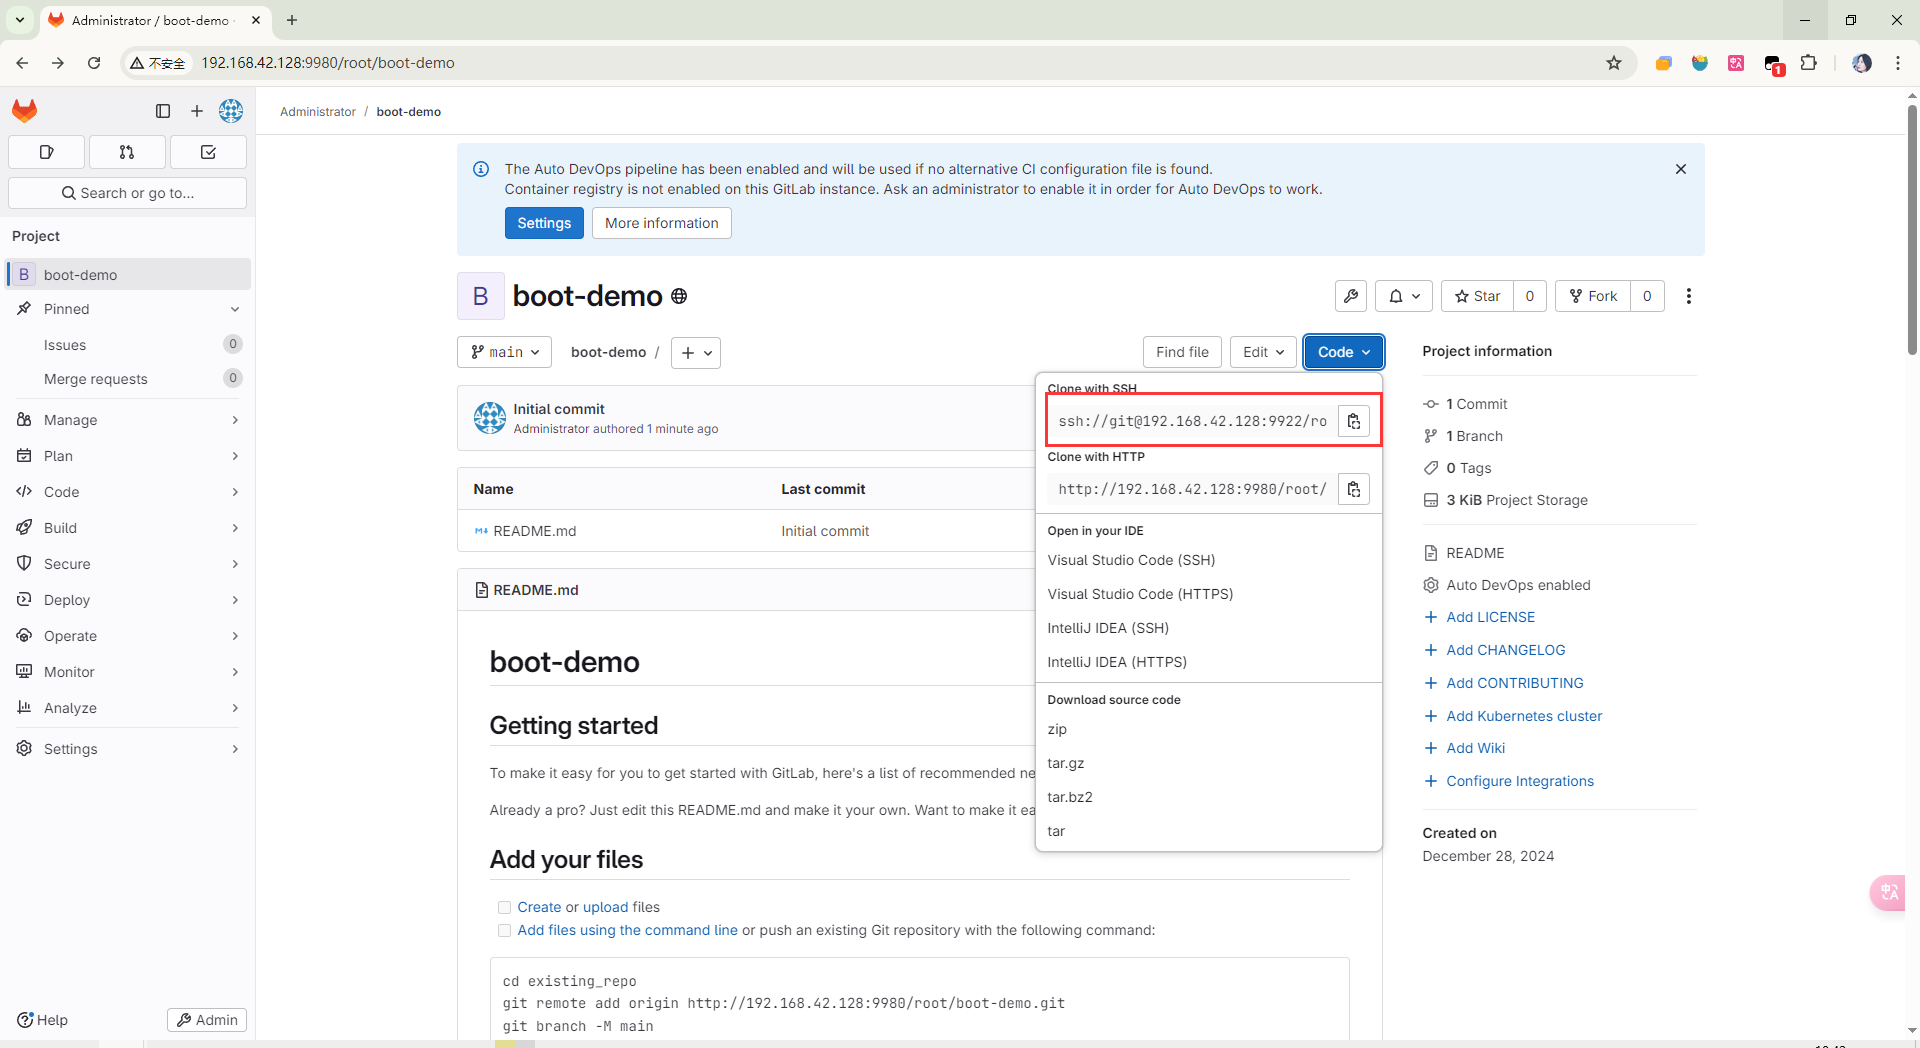 Administrator / boot-demo
不安全
192.168.42.128:9980/root/boot-demo
1
Search or go to...
Project
B boot-demo
Pinned
Issues 0
Merge requests 0
Manage
Plan
Code
Build
Secure
Deploy
Operate
Monitor
Analyze
Settings
Help
Admin
Administrator / boot-demo
The Auto DevOps pipeline has been enabled and will be used if no alternative CI configuration file is found.
Container registry is not enabled on this GitLab instance. Ask an administrator to enable it in order for Auto DevOps to work.
Settings More information
B boot-demo
Star 0 Fork 0
main boot-demo / Find file Edit Code
Initial commit
Administrator authored 1 minute ago
Name Last commit
README.md Initial commit
README.md
boot-demo
Getting started
To make it easy for you to get started with GitLab, here's a list of recommended ne
Already a pro? Just edit this README.md and make it your own. Want to make it ea
Add your files
Create or upload files
Add files using the command line or push an existing Git repository with the following command:
cd existing_repo
git remote add origin http://192.168.42.128:9980/root/boot-demo.git
git branch -M main
Clone with SSH
ssh://git@192.168.42.128:9922/ro
Clone with HTTP
http://192.168.42.128:9980/root/
Open in your IDE
Visual Studio Code (SSH)
Visual Studio Code (HTTPS)
IntelliJ IDEA (SSH)
IntelliJ IDEA (HTTPS)
Download source code
zip
tar.gz
tar.bz2
tar
Project information
1 Commit
1 Branch
0 Tags
3 KiB Project Storage
README
Auto DevOps enabled
Add LICENSE
Add CHANGELOG
Add CONTRIBUTING
Add Kubernetes cluster
Add Wiki
Configure Integrations
Created on
December 28, 2024